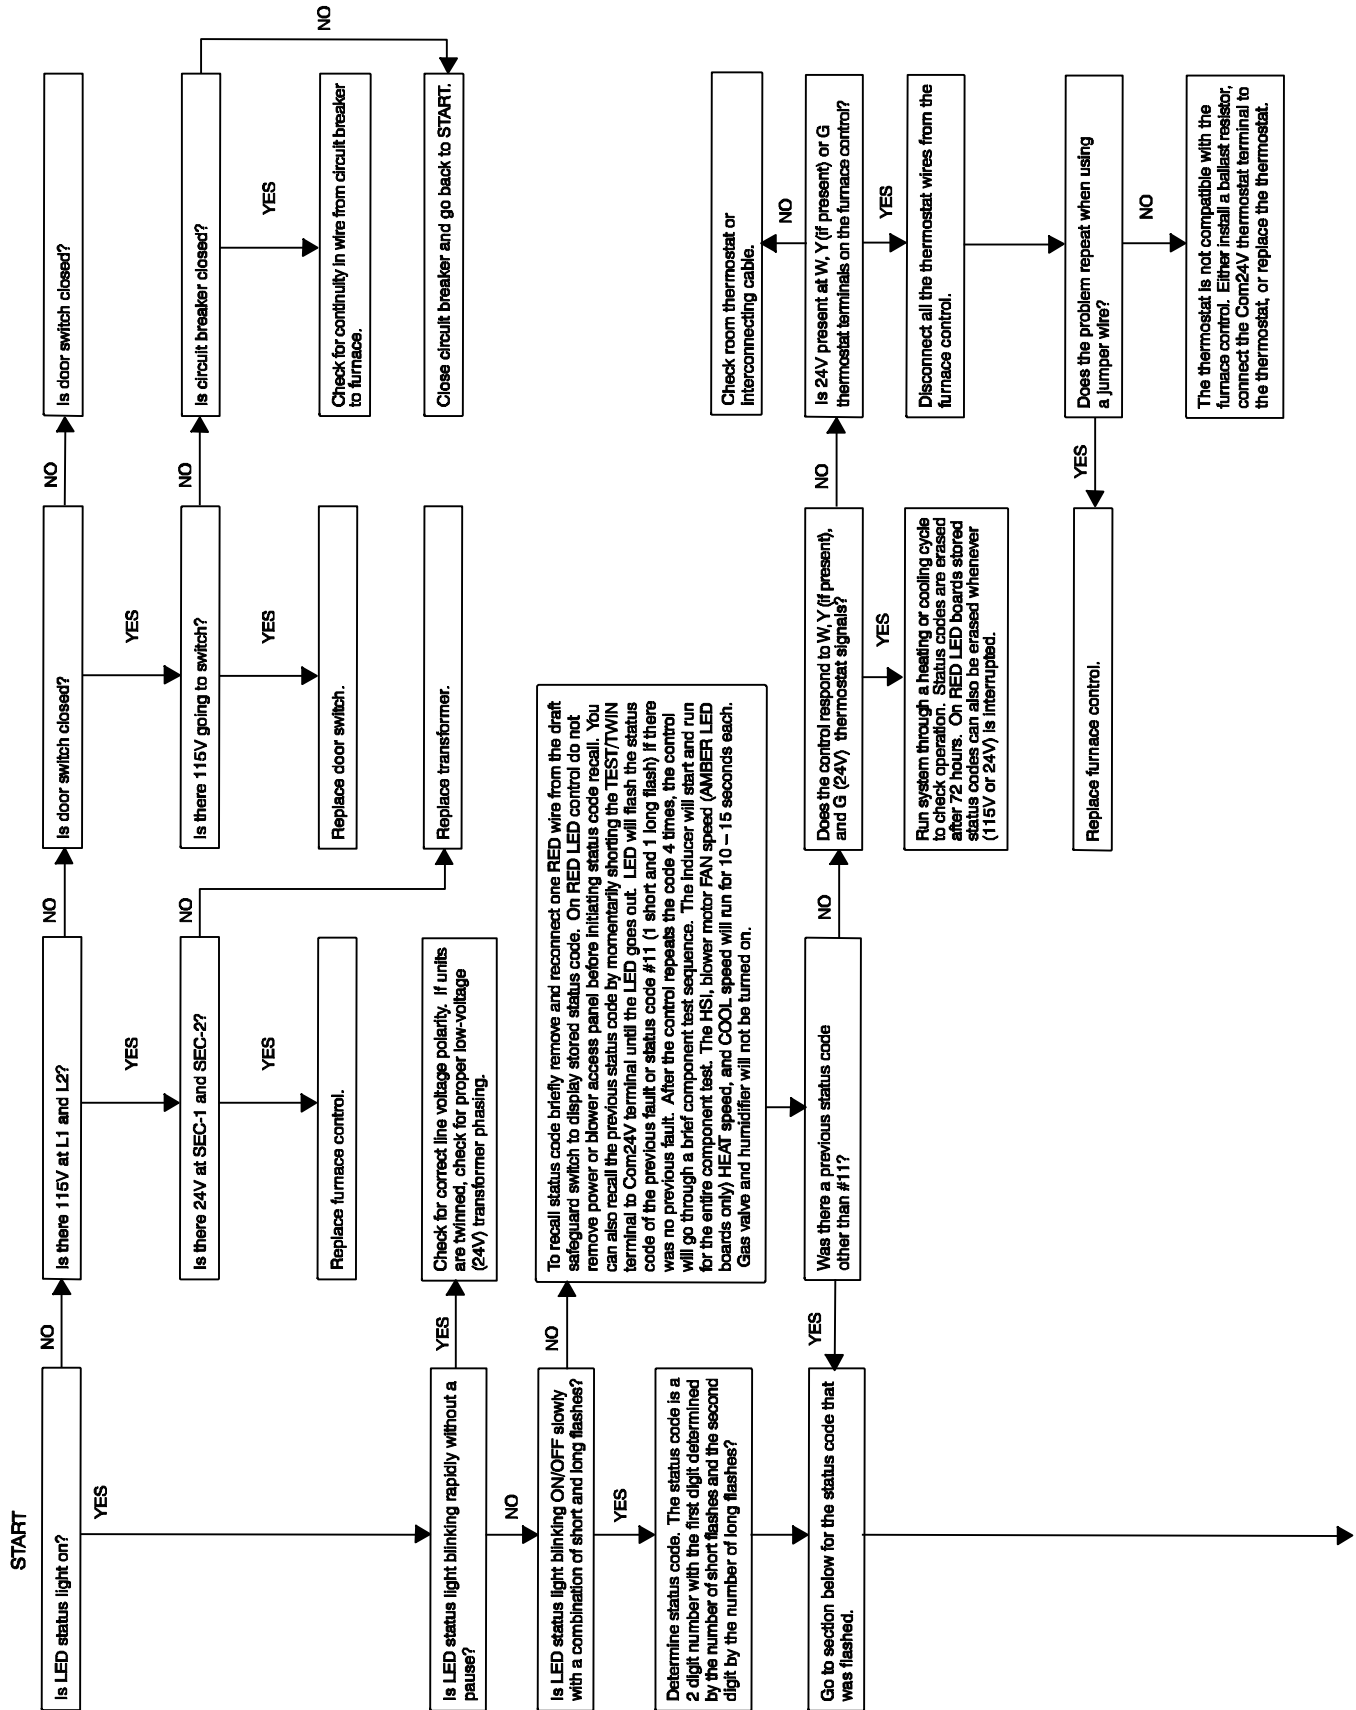 START
Is LED status light on?
NO
Is there 115V at L1 and L2?
NO
Is door switch closed?
NO
Is door switch closed?
YES
YES
YES
Is there 24V at SEC-1 and SEC-2?
NO
Is there 115V going to switch?
NO
Is circuit breaker closed?
NO
YES
YES
YES
Replace furnace control.
Replace door switch.
Check for continuity in wire from circuit breaker
to furnace.
Is LED status light blinking rapidly without a
pause?
YES
Check for correct line voltage polarity. If units
are twinned, check for proper low-voltage
(24V) transformer phasing.
Replace transformer.
Close circuit breaker and go back to START.
NO
Is LED status light blinking ON/OFF slowly
with a combination of short and long flashes?
NO
To recall status code briefly remove and reconnect one RED wire from the draft
safeguard switch to display stored status code. On RED LED control do not
remove power or blower access panel before initiating status code recall. You
can also recall the previous status code by momentarily shorting the TEST/TWIN
terminal to Com24V terminal until the LED goes out. LED will flash the status
code of the previous fault or status code #11 (1 short and 1 long flash) if there
was no previous fault. After the control repeats the code 4 times, the control
will go through a brief component test sequence. The inducer will start and run
for the entire component test. The HSI, blower motor FAN speed (AMBER LED
boards only) HEAT speed, and COOL speed will run for 10 – 15 seconds each.
Gas valve and humidifier will not be turned on.
YES
Determine status code. The status code is a
2 digit number with the first digit determined
by the number of short flashes and the second
digit by the number of long flashes?
Check room thermostat or
interconnecting cable.
NO
Go to section below for the status code that
was flashed.
YES
Was there a previous status code
other than #11?
NO
Does the control respond to W, Y (if present),
and G (24V) thermostat signals?
NO
Is 24V present at W, Y (if present) or G
thermostat terminals on the furnace control?
YES
YES
Run system through a heating or cooling cycle
to check operation. Status codes are erased
after 72 hours. On RED LED boards stored
status codes can also be erased whenever
(115V or 24V) is interrupted.
Disconnect all the thermostat wires from the
furnace control.
Replace furnace control.
YES
Does the problem repeat when using
a jumper wire?
NO
The thermostat is not compatible with the
furnace control. Either install a ballast resistor,
connect the Com24V thermostat terminal to
the thermostat, or replace the thermostat.